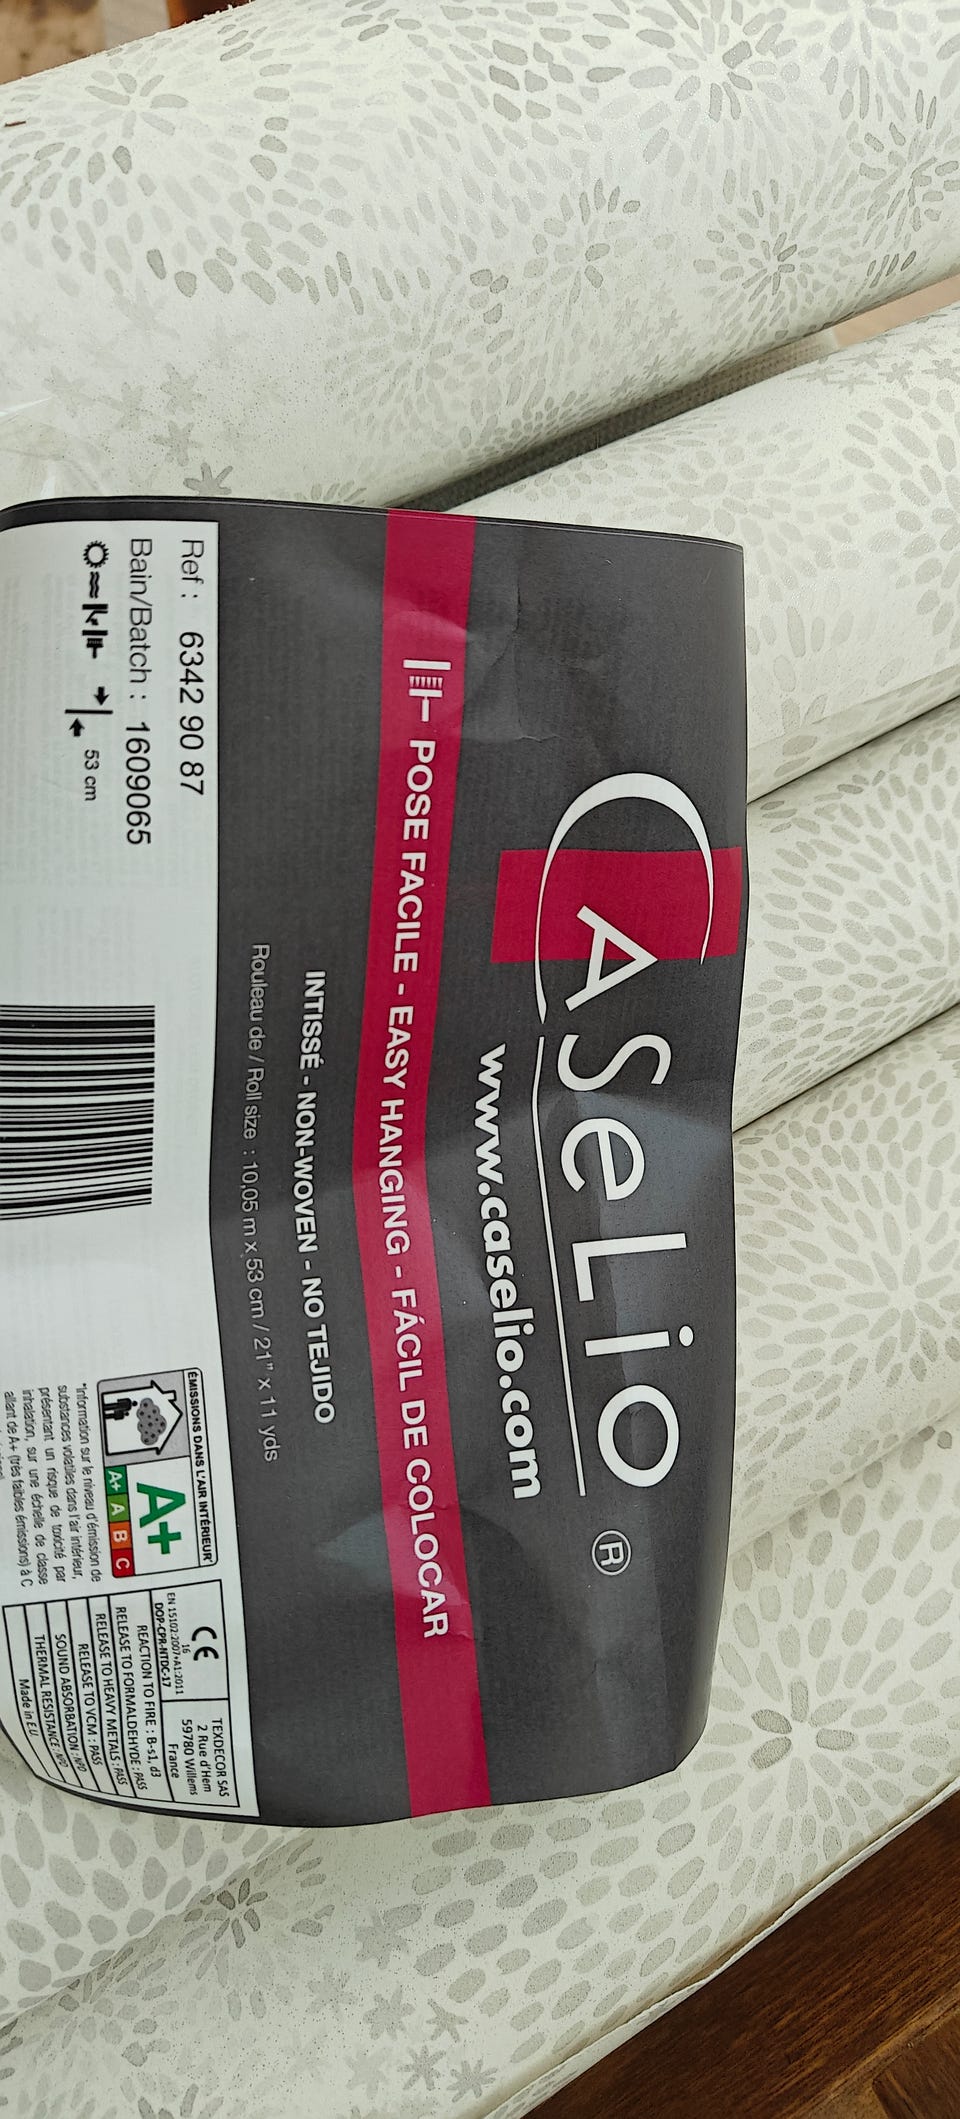 CASELIO ®
www.caselio.com
POSE FACILE - EASY HANGING - FÁCIL DE COLOCAR
INTISSÉ - NON-WOVEN - NO TEJIDO
Rouleau de / Roll size : 10,05 m x 53 cm / 21" x 11 yds
Ref : 6342 90 87
Bain/Batch : 1609065
53 cm
ÉMISSIONS DANS L'AIR INTÉRIEUR*
A+
A+ A B C
*Information sur le niveau d'émission de
substances volatiles dans l'air intérieur,
présentant un risque de toxicité par
inhalation, sur une échelle de classe
allant de A+ (très faibles émissions) à C
CE
16
EN 15102:2007+A1:2011
DOP-CPR-NTDC-17
TEXDECOR SAS
2 Rue d'Hem
59780 Willems
France
REACTION TO FIRE : B-s1, d3
RELEASE TO FORMALDEHYDE : PASS
RELEASE TO HEAVY METALS : PASS
RELEASE TO VCM : PASS
SOUND ABSORBATION : NPD
THERMAL RESISTANCE : NPD
Made in E.U